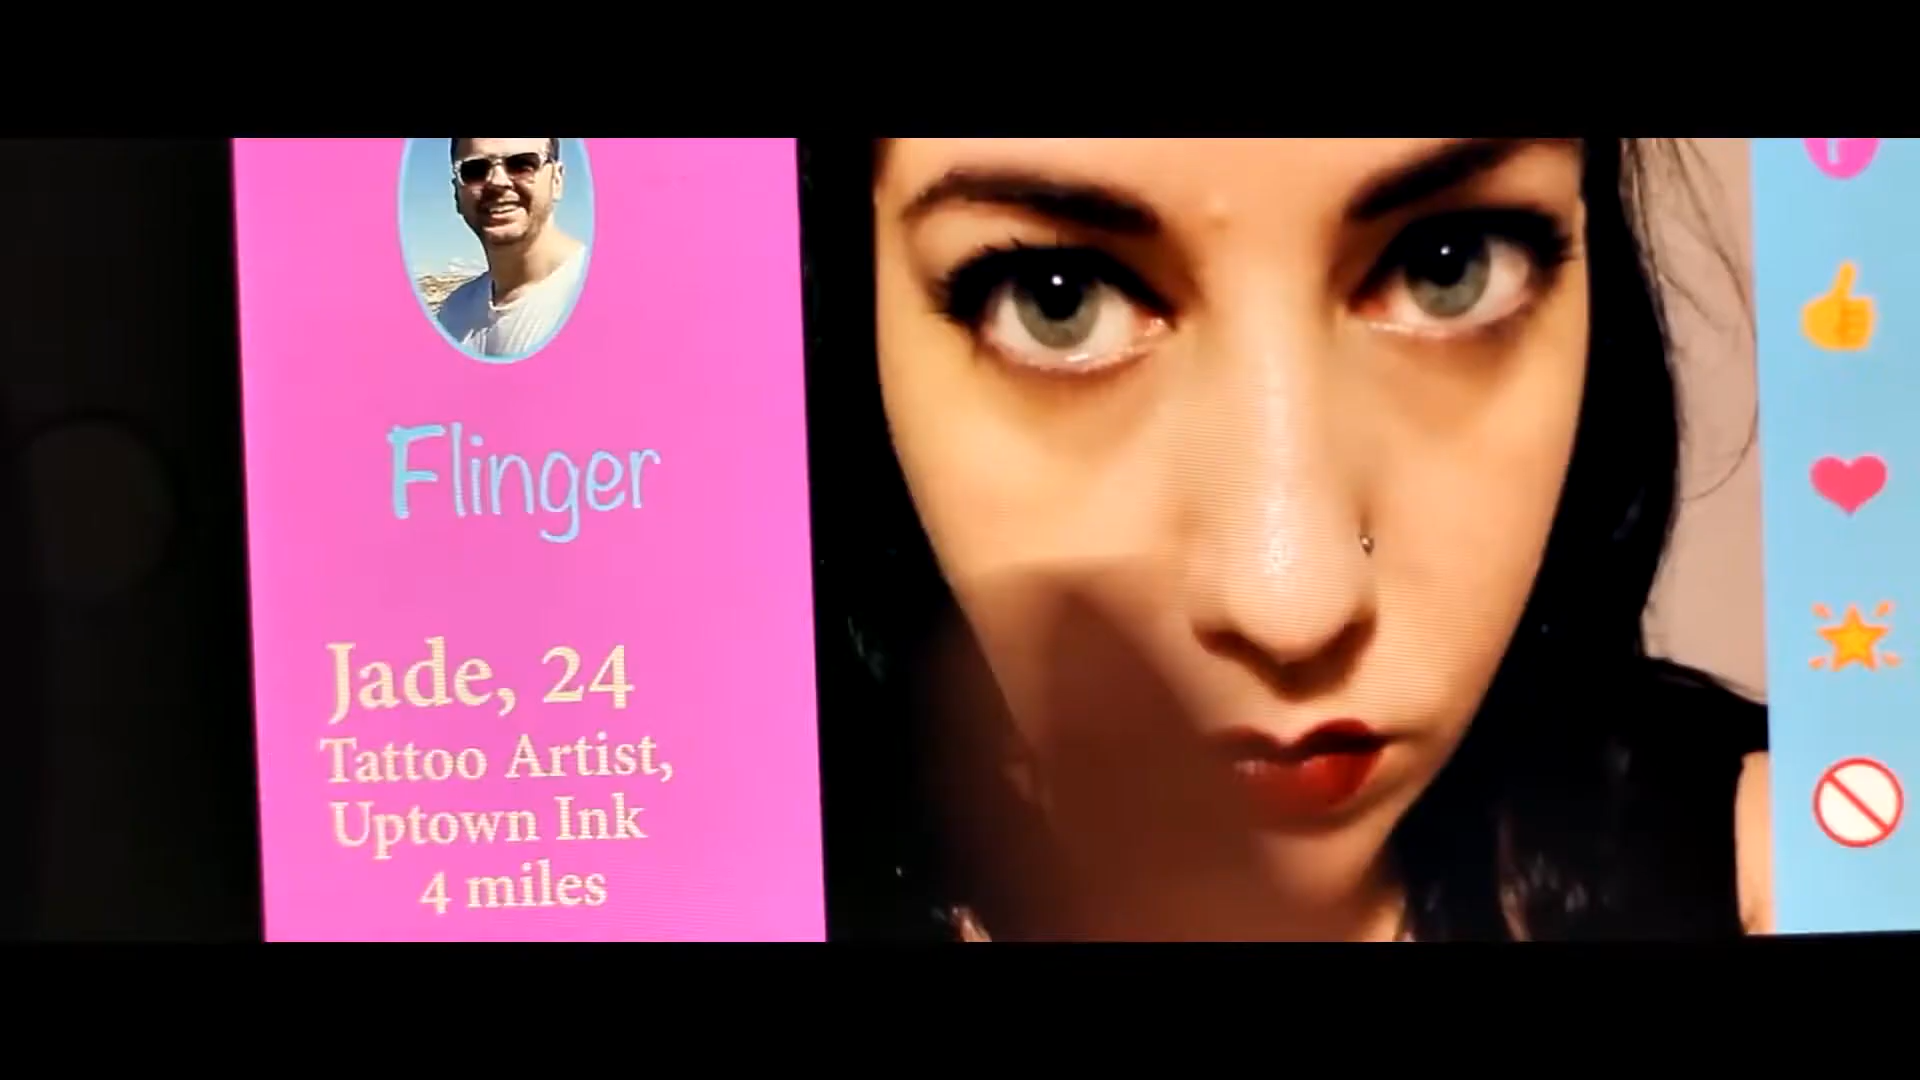 Flinger
Jade, 24
Tattoo Artist,
Uptown Ink
4 miles